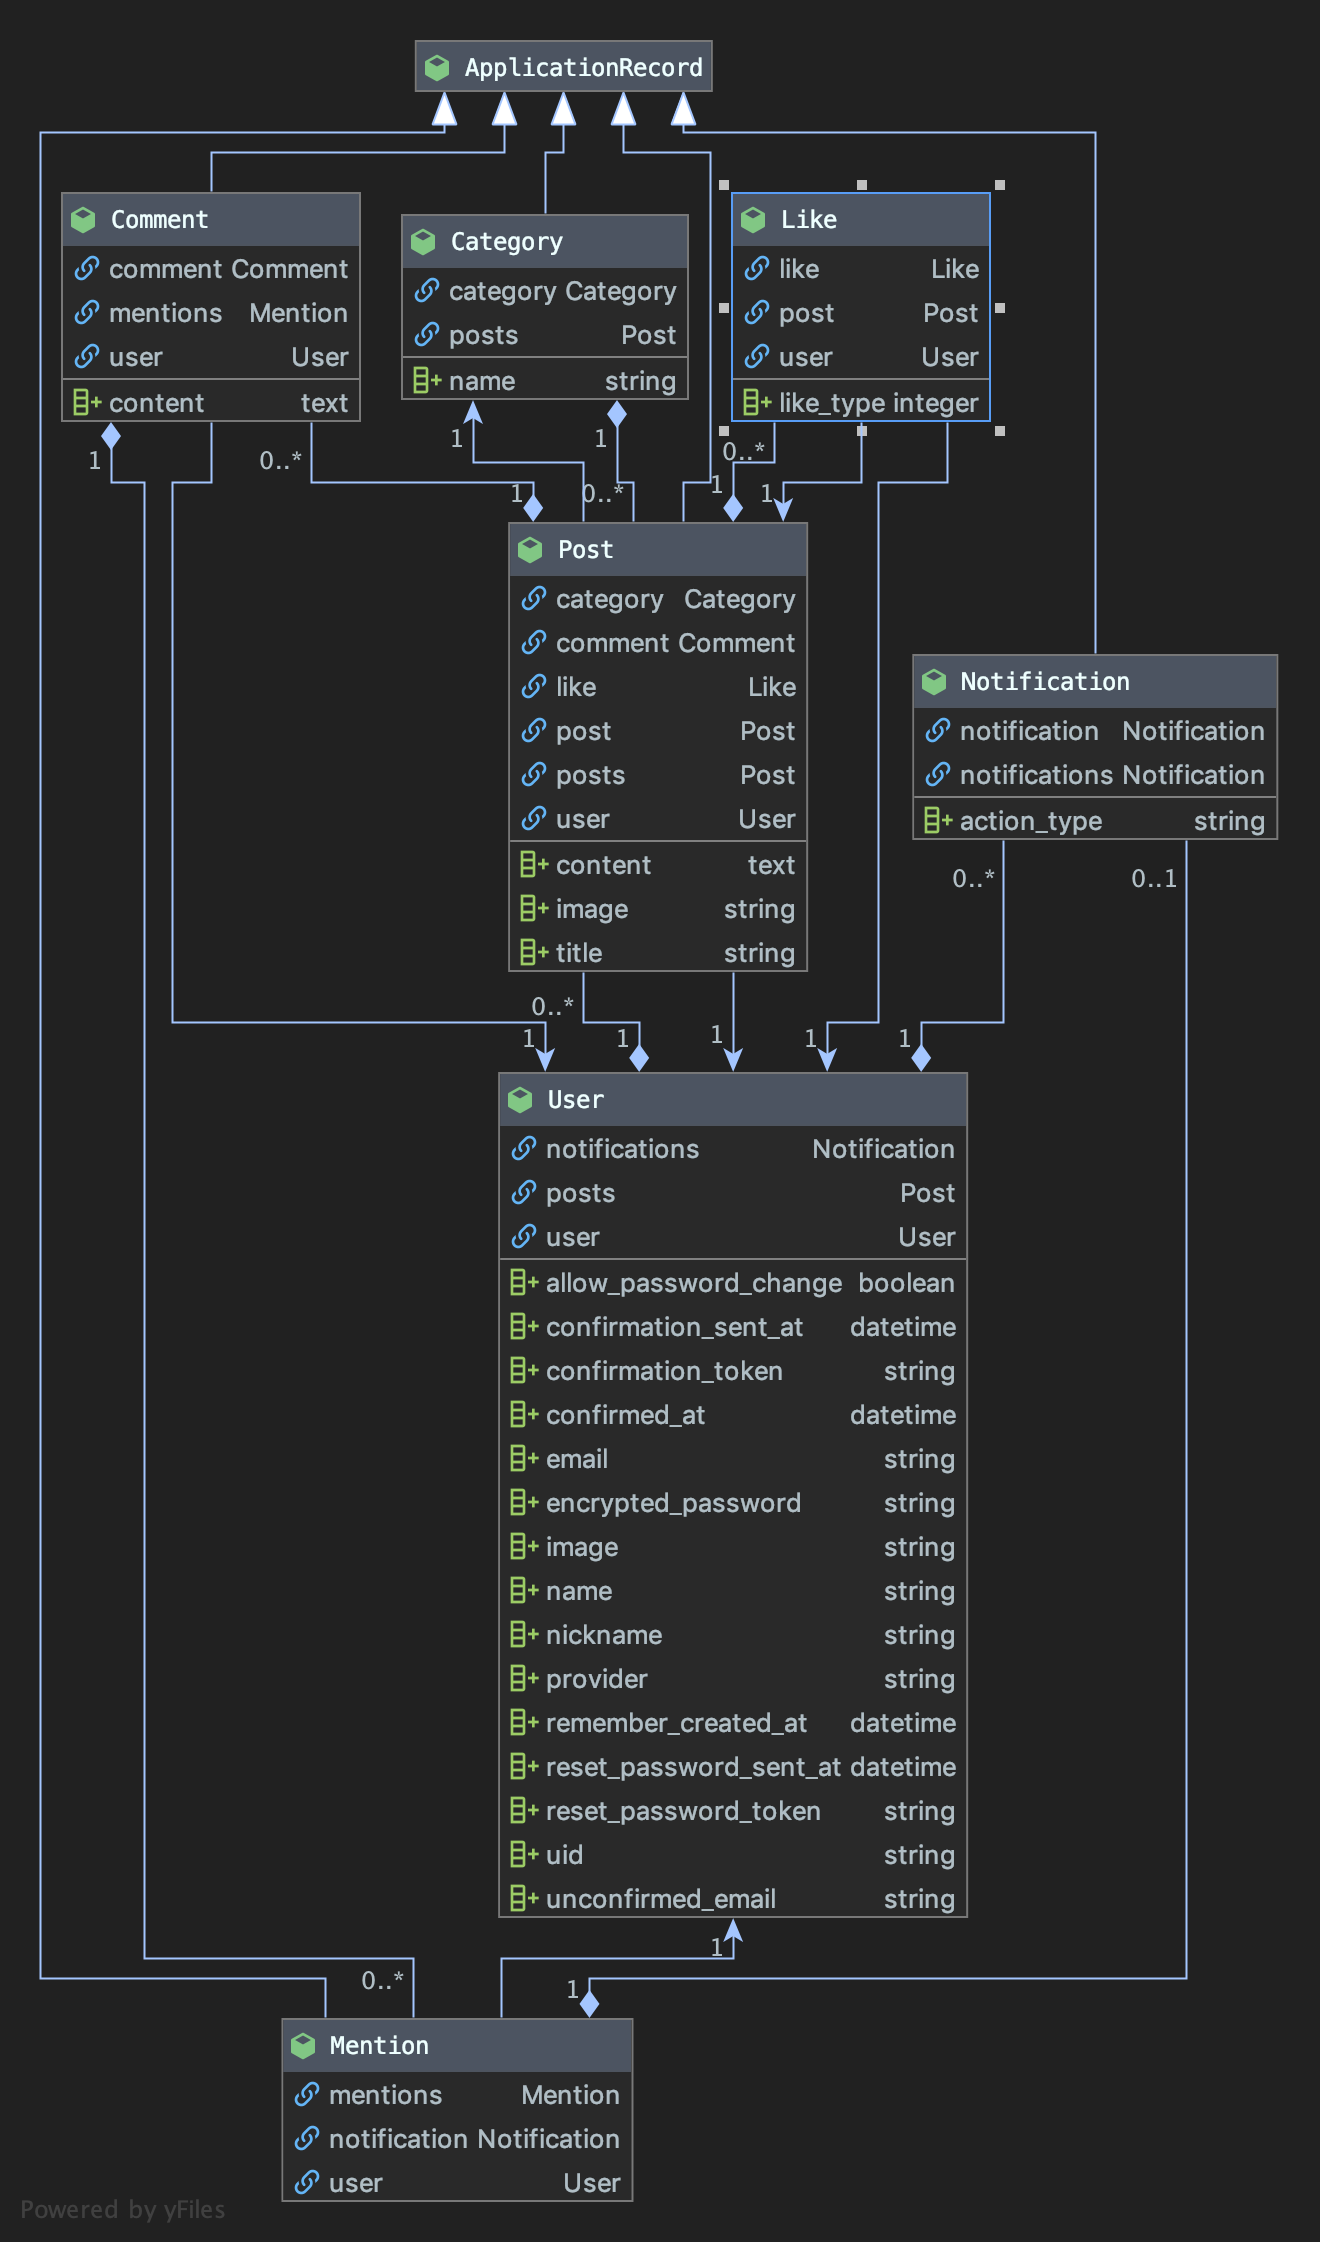 ApplicationRecord
Comment
comment Comment
mentions Mention
user User
content text
Category
category Category
posts Post
name string
Like
like Like
post Post
user User
like_type integer
1
0..*
1
1
0..*
1
0..*
1
1
Post
category Category
comment Comment
like Like
post Post
posts Post
user User
content text
image string
title string
Notification
notification Notification
notifications Notification
action_type string
0..*
0..1
0..*
1
1
1
1
1
User
notifications Notification
posts Post
user User
allow_password_change boolean
confirmation_sent_at datetime
confirmation_token string
confirmed_at datetime
email string
encrypted_password string
image string
name string
nickname string
provider string
remember_created_at datetime
reset_password_sent_at datetime
reset_password_token string
uid string
unconfirmed_email string
1
0..*
1
Mention
mentions Mention
notification Notification
user User
Powered by yFiles